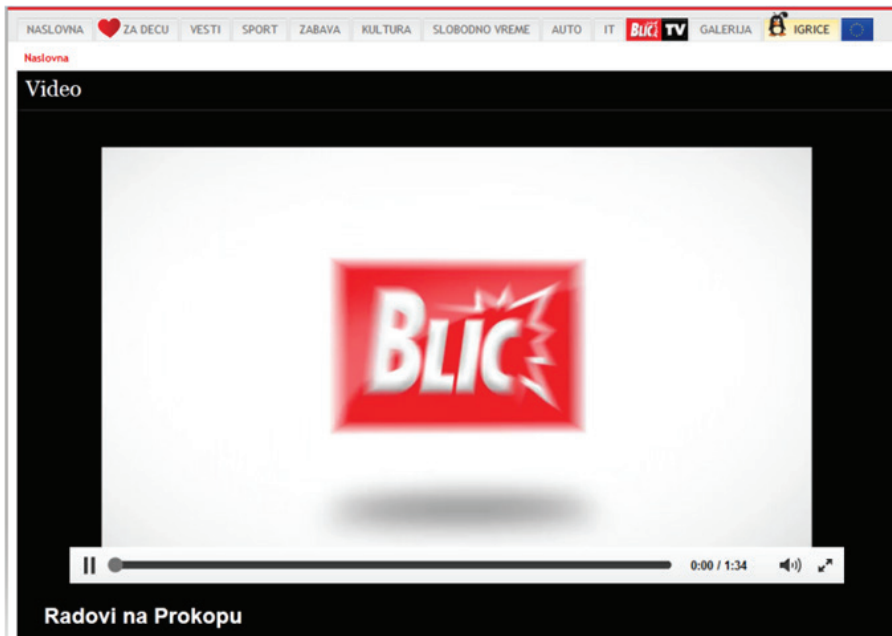 NASLOVNA ZA DECU VESTI SPORT ZABAVA KULTURA SLOBODNO VREME AUTO IT BLIC TV GALERIJA IGRICE
Naslovna
Video
BLIC
0:00 / 1:34
Radovi na Prokopu